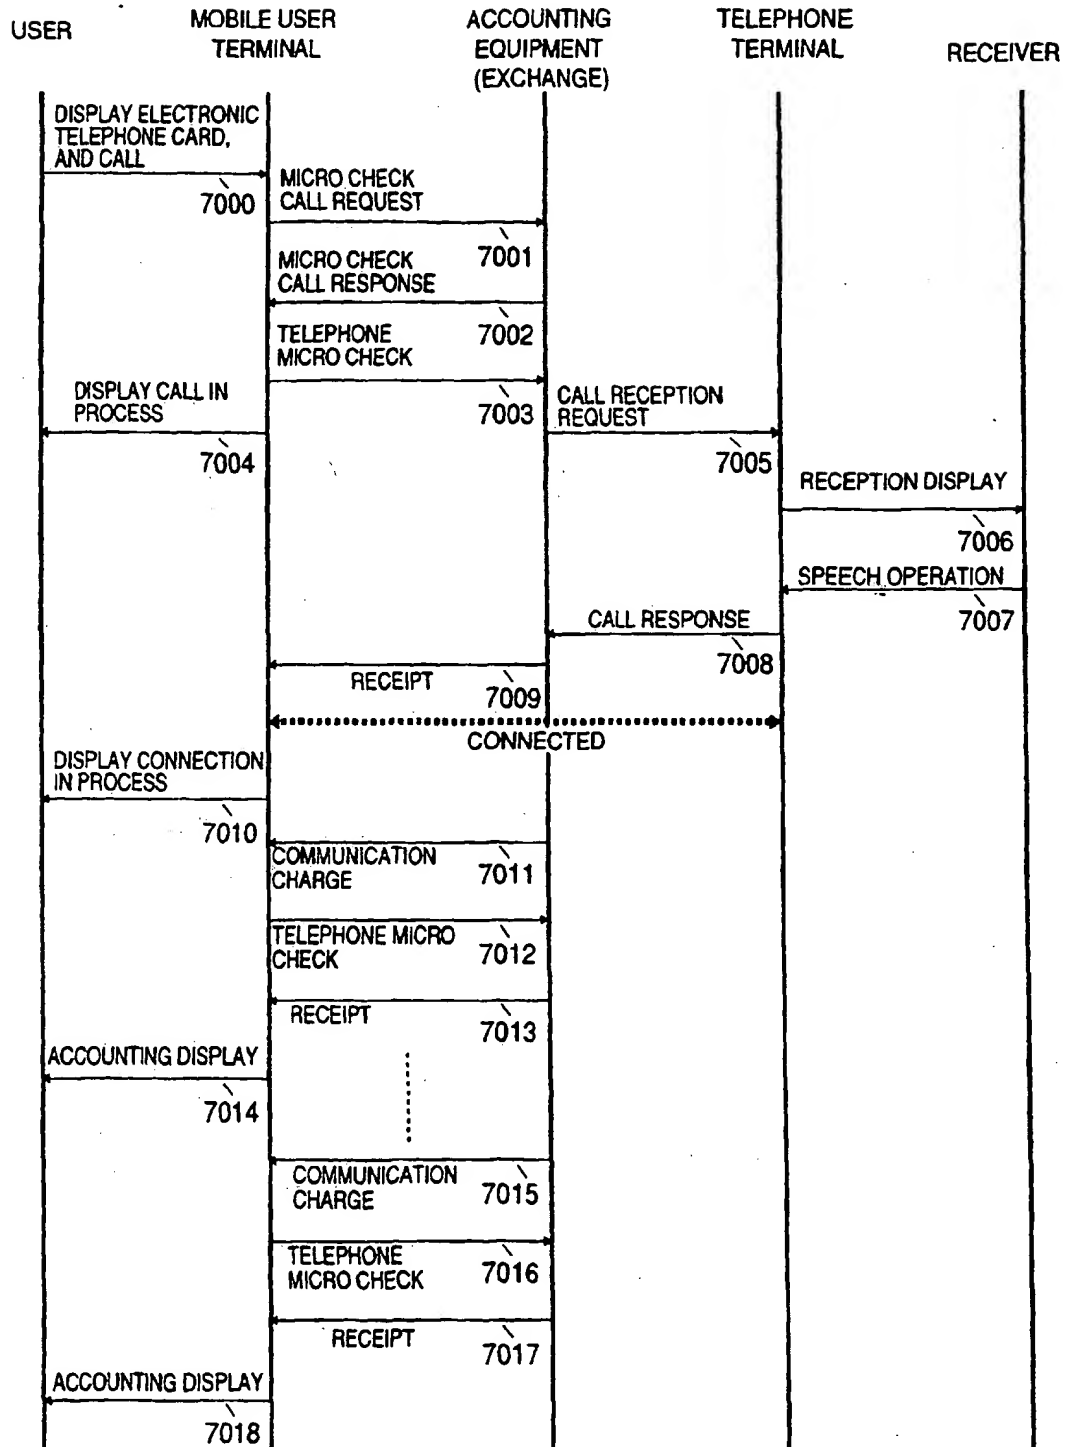 USER
MOBILE USER
TERMINAL
ACCOUNTING
EQUIPMENT
(EXCHANGE)
TELEPHONE
TERMINAL
RECEIVER
DISPLAY ELECTRONIC
TELEPHONE CARD,
AND CALL
7000
MICRO CHECK
CALL REQUEST
7001
MICRO CHECK
CALL RESPONSE
7002
TELEPHONE
MICRO CHECK
7003
DISPLAY CALL IN
PROCESS
7004
CALL RECEPTION
REQUEST
7005
RECEPTION DISPLAY
7006
SPEECH OPERATION
7007
CALL RESPONSE
7008
RECEIPT
7009
CONNECTED
DISPLAY CONNECTION
IN PROCESS
7010
COMMUNICATION
CHARGE
7011
TELEPHONE MICRO
CHECK
7012
RECEIPT
7013
ACCOUNTING DISPLAY
7014
COMMUNICATION
CHARGE
7015
TELEPHONE
MICRO CHECK
7016
RECEIPT
7017
ACCOUNTING DISPLAY
7018